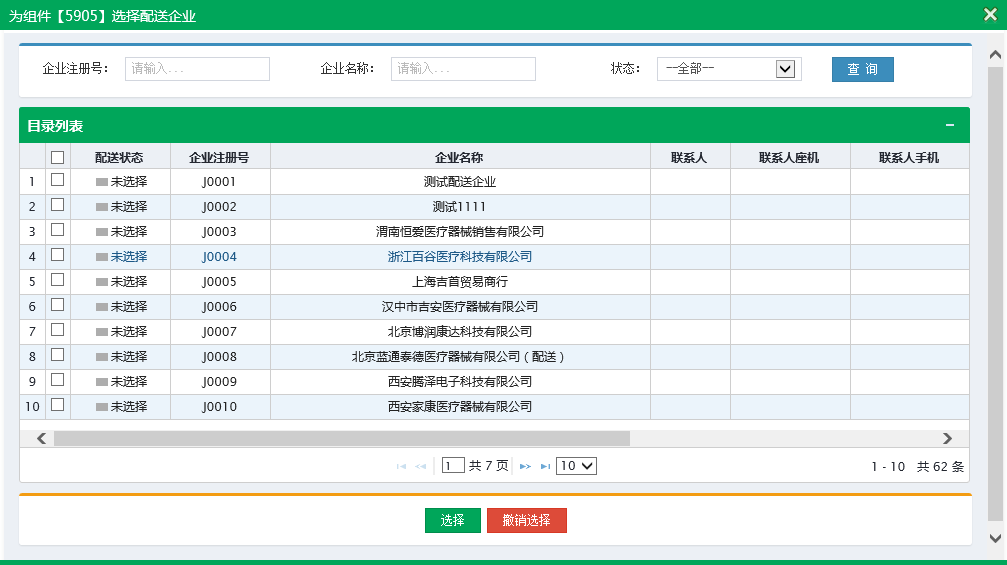 为组件【5905】选择配送企业
企业注册号： 请输入... 企业名称： 请输入... 状态： --全部-- 查 询
目录列表
配送状态 企业注册号 企业名称 联系人 联系人座机 联系人手机
1 未选择 J0001 测试配送企业
2 未选择 J0002 测试1111
3 未选择 J0003 渭南恒爱医疗器械销售有限公司
4 未选择 J0004 浙江百谷医疗科技有限公司
5 未选择 J0005 上海吉首贸易商行
6 未选择 J0006 汉中市吉安医疗器械有限公司
7 未选择 J0007 北京博润康达科技有限公司
8 未选择 J0008 北京蓝通泰德医疗器械有限公司（配送）
9 未选择 J0009 西安腾泽电子科技有限公司
10 未选择 J0010 西安家康医疗器械有限公司
1 共 7 页 10 1 - 10 共 62 条
选择 撤销选择